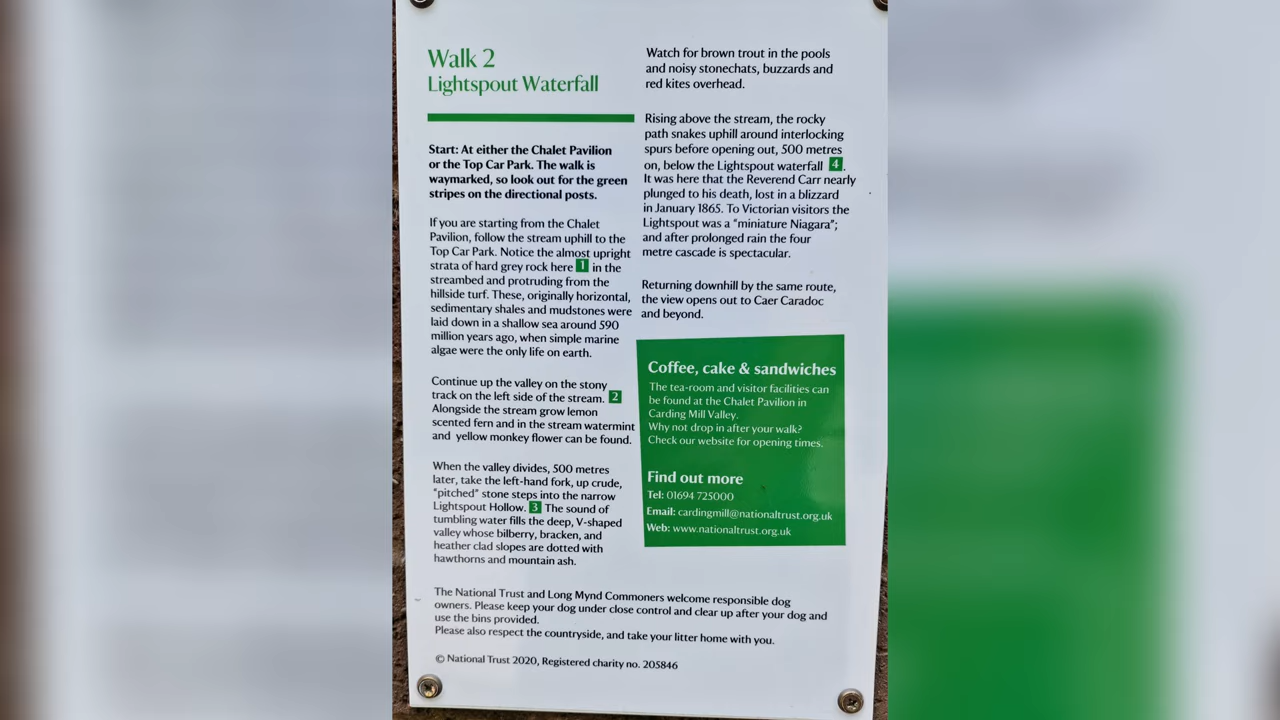 Walk 2
Lightspout Waterfall
Start: At either the Chalet Pavilion
or the Top Car Park. The walk is
waymarked, so look out for the green
stripes on the directional posts.
If you are starting from the Chalet
Pavilion, follow the stream uphill to the
Top Car Park. Notice the almost upright
strata of hard grey rock here 1 in the
streambed and protruding from the
hillside turf. These, originally horizontal,
sedimentary shales and mudstones were
laid down in a shallow sea around 590
million years ago, when simple marine
algae were the only life on earth.
Continue up the valley on the stony
track on the left side of the stream. 2
Alongside the stream grow lemon
scented fern and in the stream watermint
and yellow monkey flower can be found.
When the valley divides, 500 metres
later, take the left-hand fork, up crude,
"pitched" stone steps into the narrow
Lightspout Hollow. 3 The sound of
tumbling water fills the deep, V-shaped
valley whose bilberry, bracken, and
heather clad slopes are dotted with
hawthorns and mountain ash.
Watch for brown trout in the pools
and noisy stonechats, buzzards and
red kites overhead.
Rising above the stream, the rocky
path snakes uphill around interlocking
spurs before opening out, 500 metres
on, below the Lightspout waterfall 4.
It was here that the Reverend Carr nearly
plunged to his death, lost in a blizzard
in January 1865. To Victorian visitors the
Lightspout was a "miniature Niagara";
and after prolonged rain the four
metre cascade is spectacular.
Returning downhill by the same route,
the view opens out to Caer Caradoc
and beyond.
Coffee, cake & sandwiches
The tea-room and visitor facilities can
be found at the Chalet Pavilion in
Carding Mill Valley.
Why not drop in after your walk?
Check our website for opening times.
Find out more
Tel: 01694 725000
Email: cardingmill@nationaltrust.org.uk
Web: www.nationaltrust.org.uk
The National Trust and Long Mynd Commoners welcome responsible dog
owners. Please keep your dog under close control and clear up after your dog and
use the bins provided.
Please also respect the countryside, and take your litter home with you.
© National Trust 2020, Registered charity no. 205846